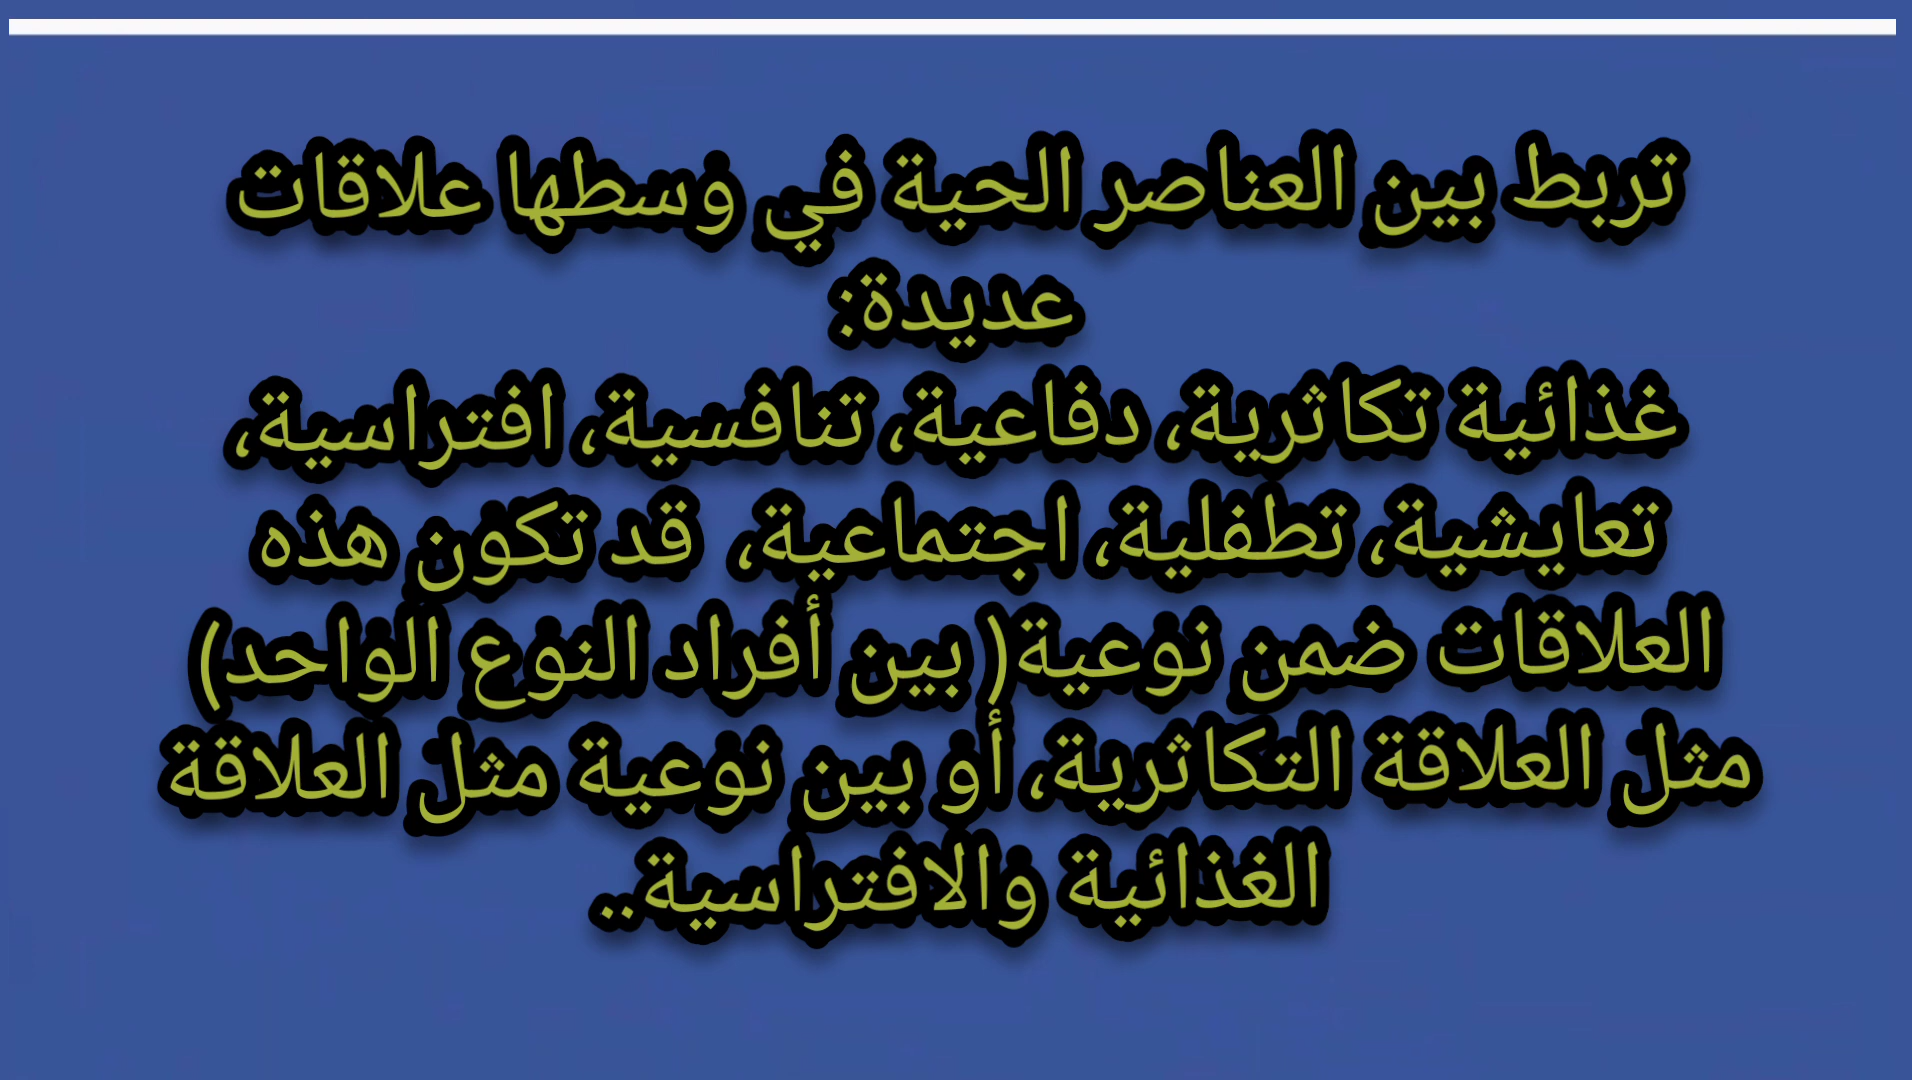 تربط بين العناصر الحية في وسطها علاقات
عديدة:
غذائية تكاثرية، دفاعية، تنافسية، افتراسية،
تعايشية، تطفلية، اجتماعية، قد تكون هذه
العلاقات ضمن نوعية( بين أفراد النوع الواحد)
مثل العلاقة التكاثرية، أو بين نوعية مثل العلاقة
الغذائية والافتراسية..